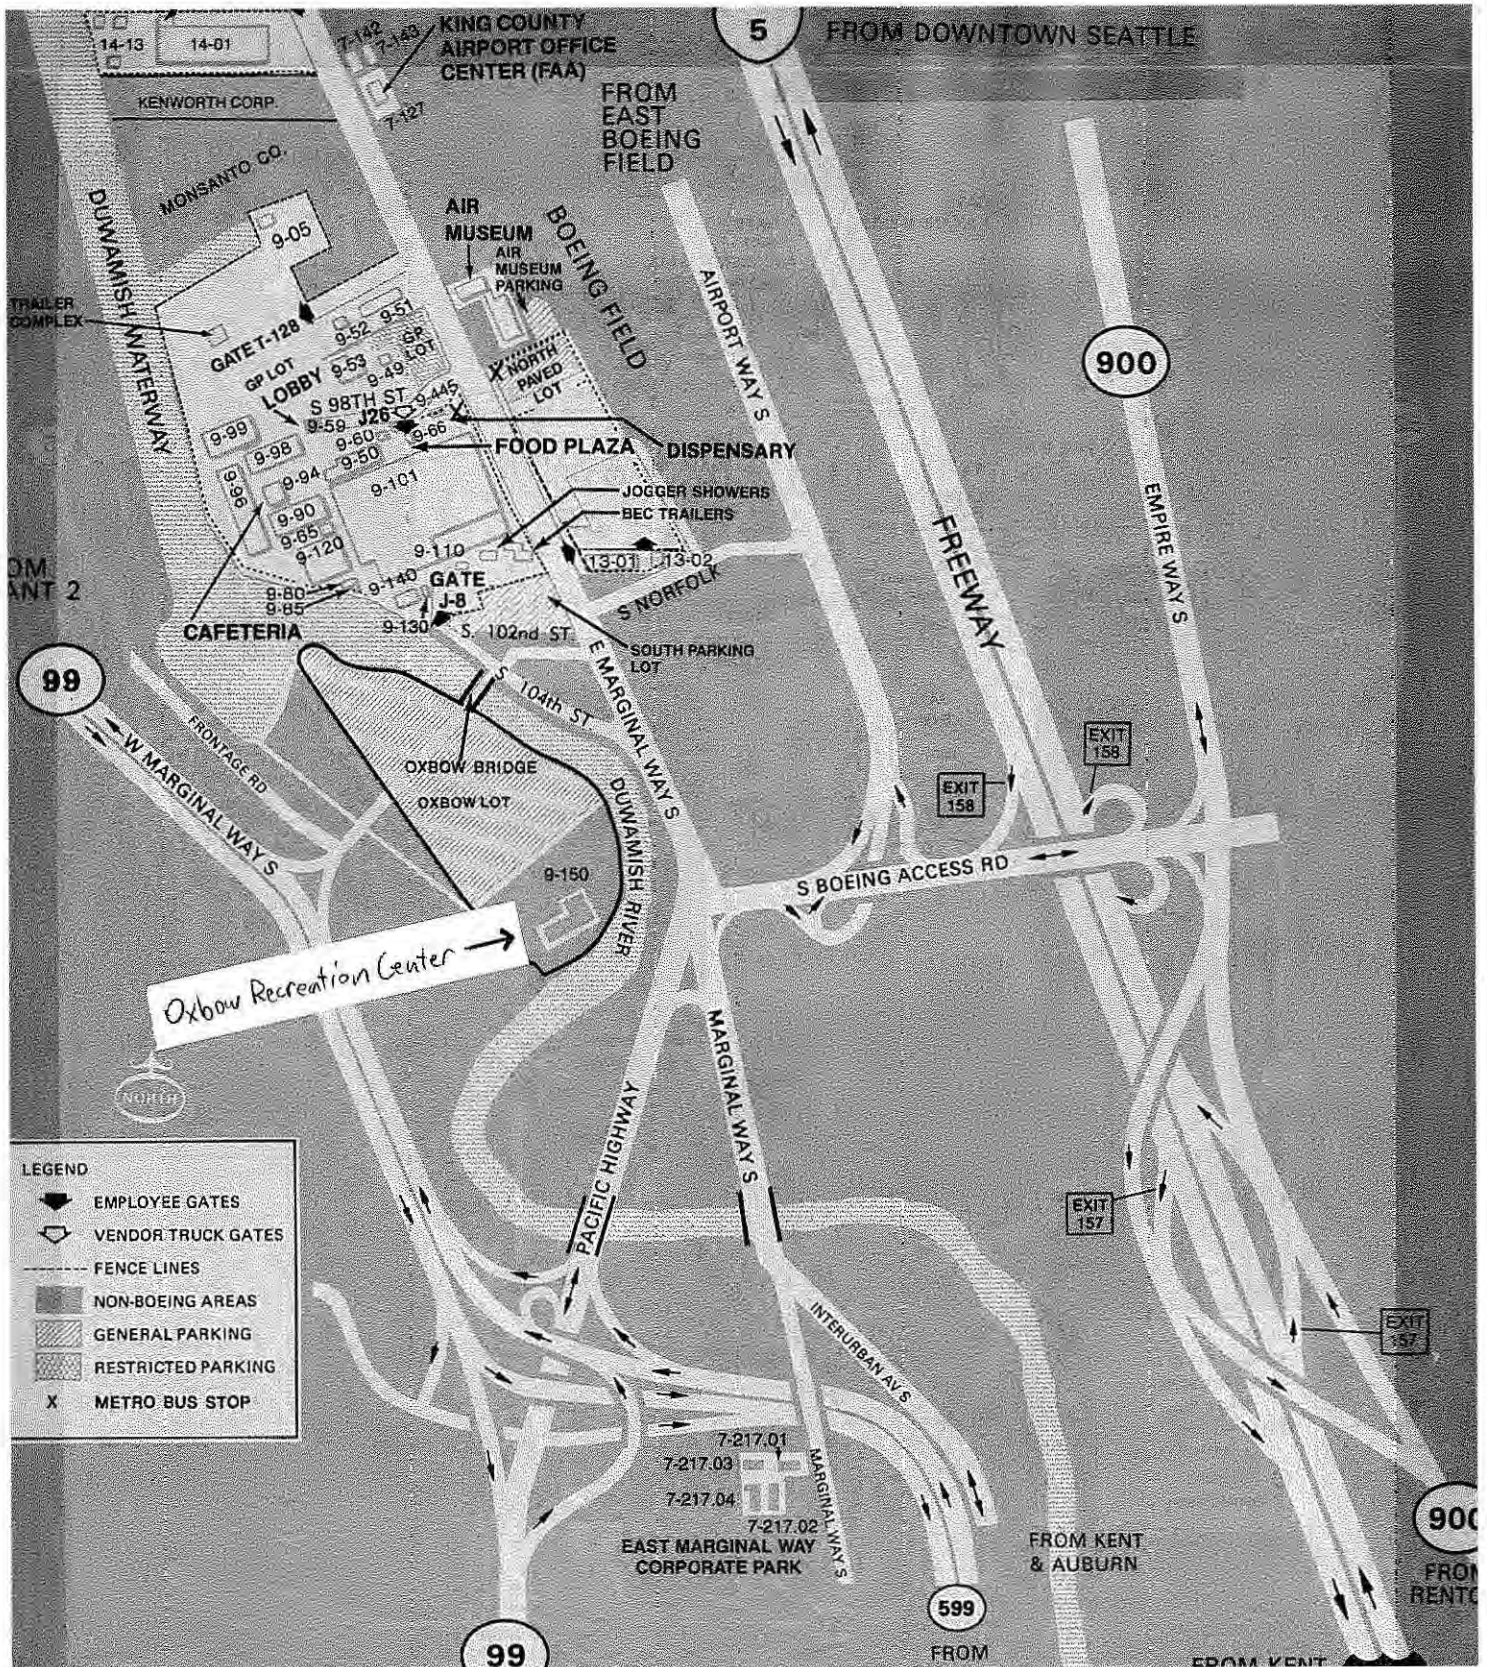 5
FROM DOWNTOWN SEATTLE
14-13
14-01
7-142
7-143
KING COUNTY
AIRPORT OFFICE
CENTER (FAA)
7-127
KENWORTH CORP.
FROM
EAST
BOEING
FIELD
MONSANTO CO.
DUWAMISH WATERWAY
9-05
AIR
MUSEUM
AIR
MUSEUM
PARKING
BOEING FIELD
AIRPORT WAY S
900
TRAILER
COMPLEX
GATE T-128
9-52
9-51
GP
LOT
GP LOT
LOBBY
9-53
9-49
X
NORTH
PAVED
LOT
S 98TH ST
9-445
X
J26
9-59
9-60
9-66
9-99
9-98
9-50
FOOD PLAZA
DISPENSARY
9-96
9-94
9-101
JOGGER SHOWERS
BEC TRAILERS
9-90
9-65
9-120
9-110
13-01
13-02
EMPIRE WAY S
FREEWAY
OM
ANT 2
9-80
9-85
9-140
GATE
J-8
S NORFOLK
9-130
S. 102nd ST
CAFETERIA
SOUTH PARKING
LOT
E MARGINAL WAY S
99
S 104th ST
FRONTAGE RD
W MARGINAL WAY S
OXBOW BRIDGE
OXBOW LOT
DUWAMISH RIVER
EXIT
158
EXIT
158
9-150
S BOEING ACCESS RD
Oxbow Recreation Center
NORTH
MARGINAL WAY S
PACIFIC HIGHWAY
LEGEND
EMPLOYEE GATES
VENDOR TRUCK GATES
FENCE LINES
NON-BOEING AREAS
GENERAL PARKING
RESTRICTED PARKING
X METRO BUS STOP
EXIT
157
EXIT
157
INTERURBAN AV S
7-217.01
7-217.03
7-217.04
7-217.02
MARGINAL WAY S
EAST MARGINAL WAY
CORPORATE PARK
FROM KENT
& AUBURN
900
FROM
RENTO
599
FROM
99
FROM KENT